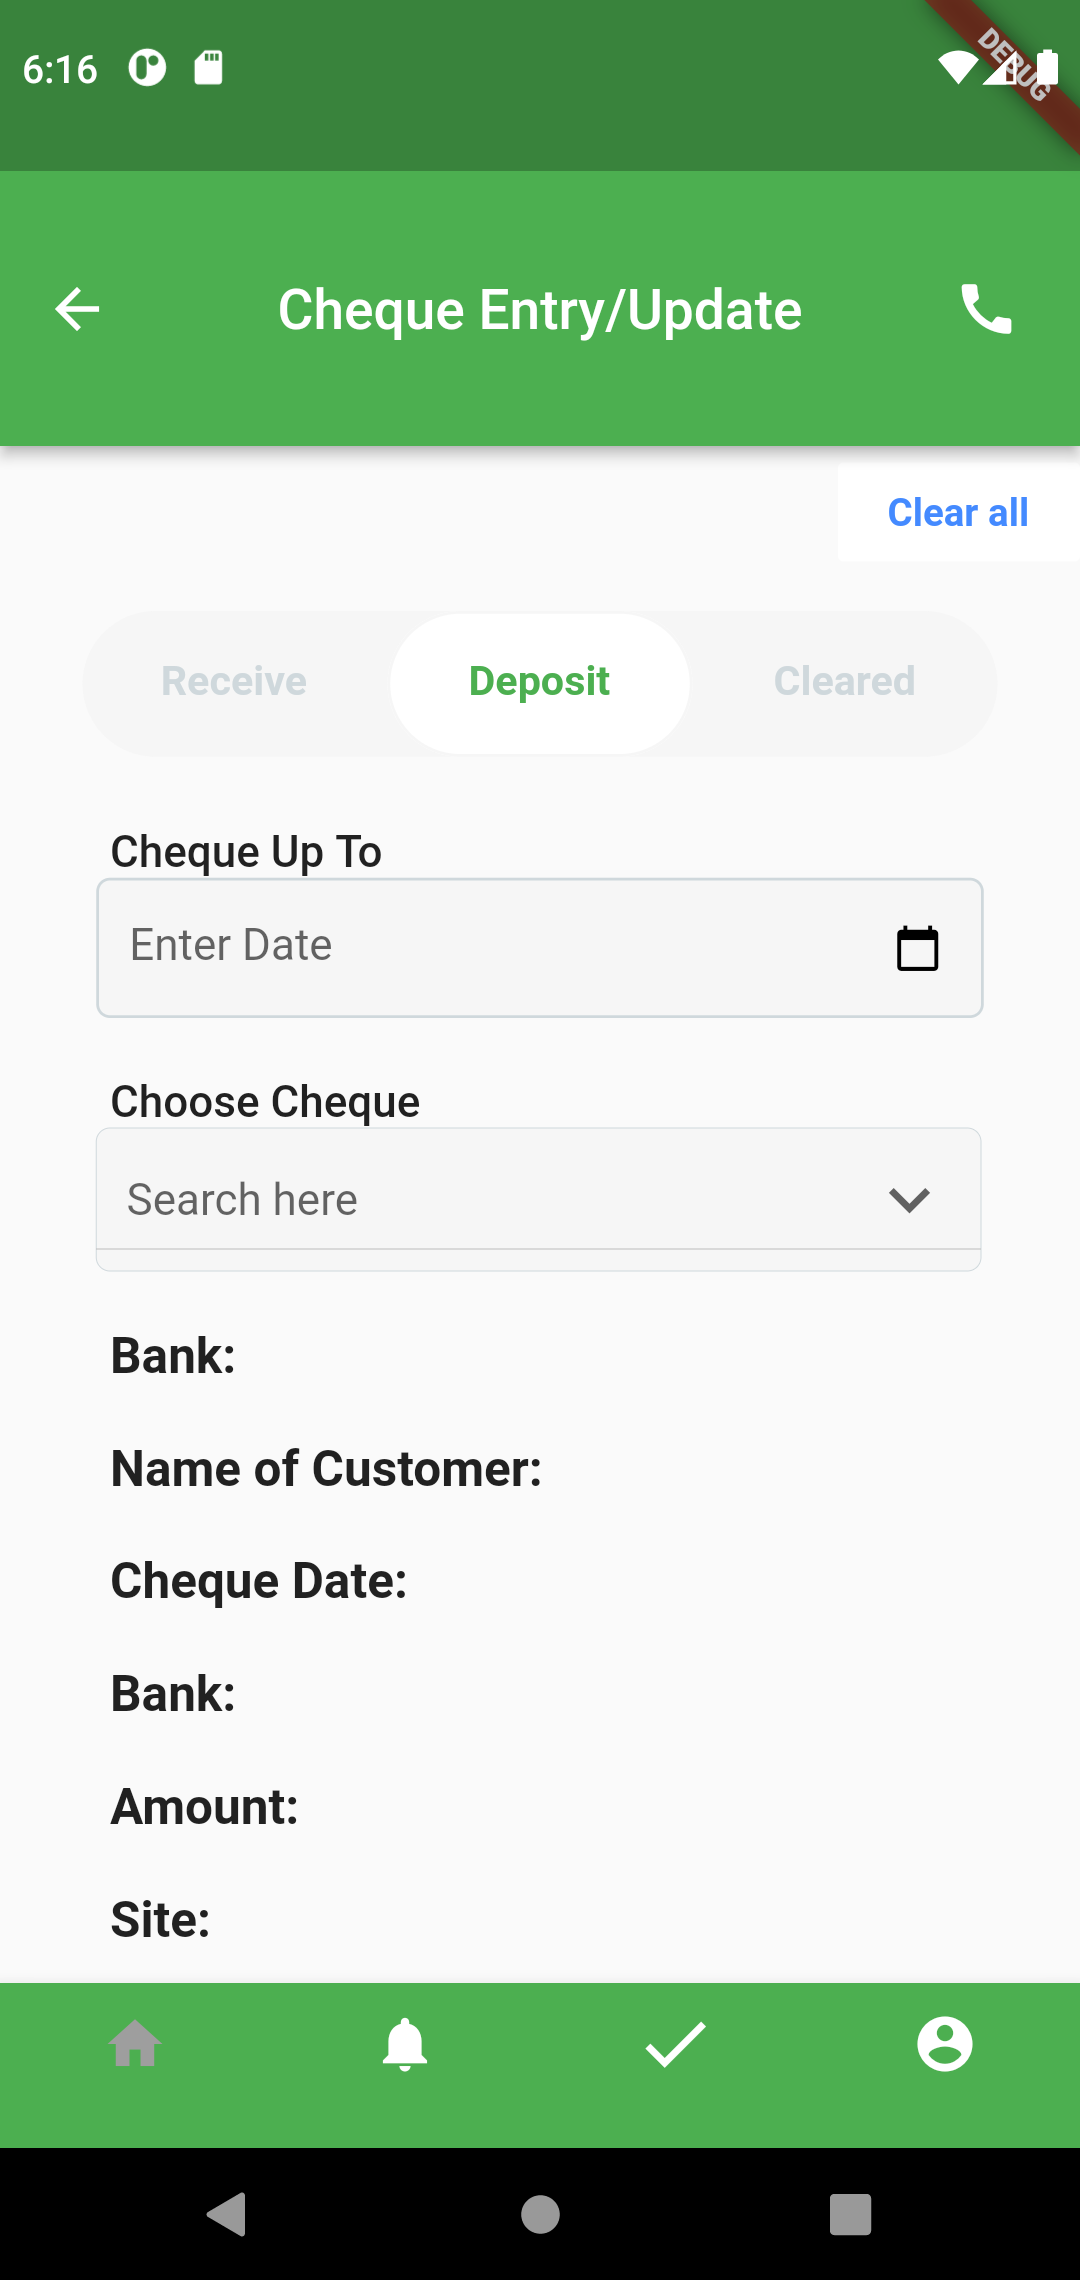 6:16
DEBUG
Cheque Entry/Update
Clear all
Receive Deposit Cleared
Cheque Up To
Enter Date
Choose Cheque
Search here
Bank:
Name of Customer:
Cheque Date:
Bank:
Amount:
Site: